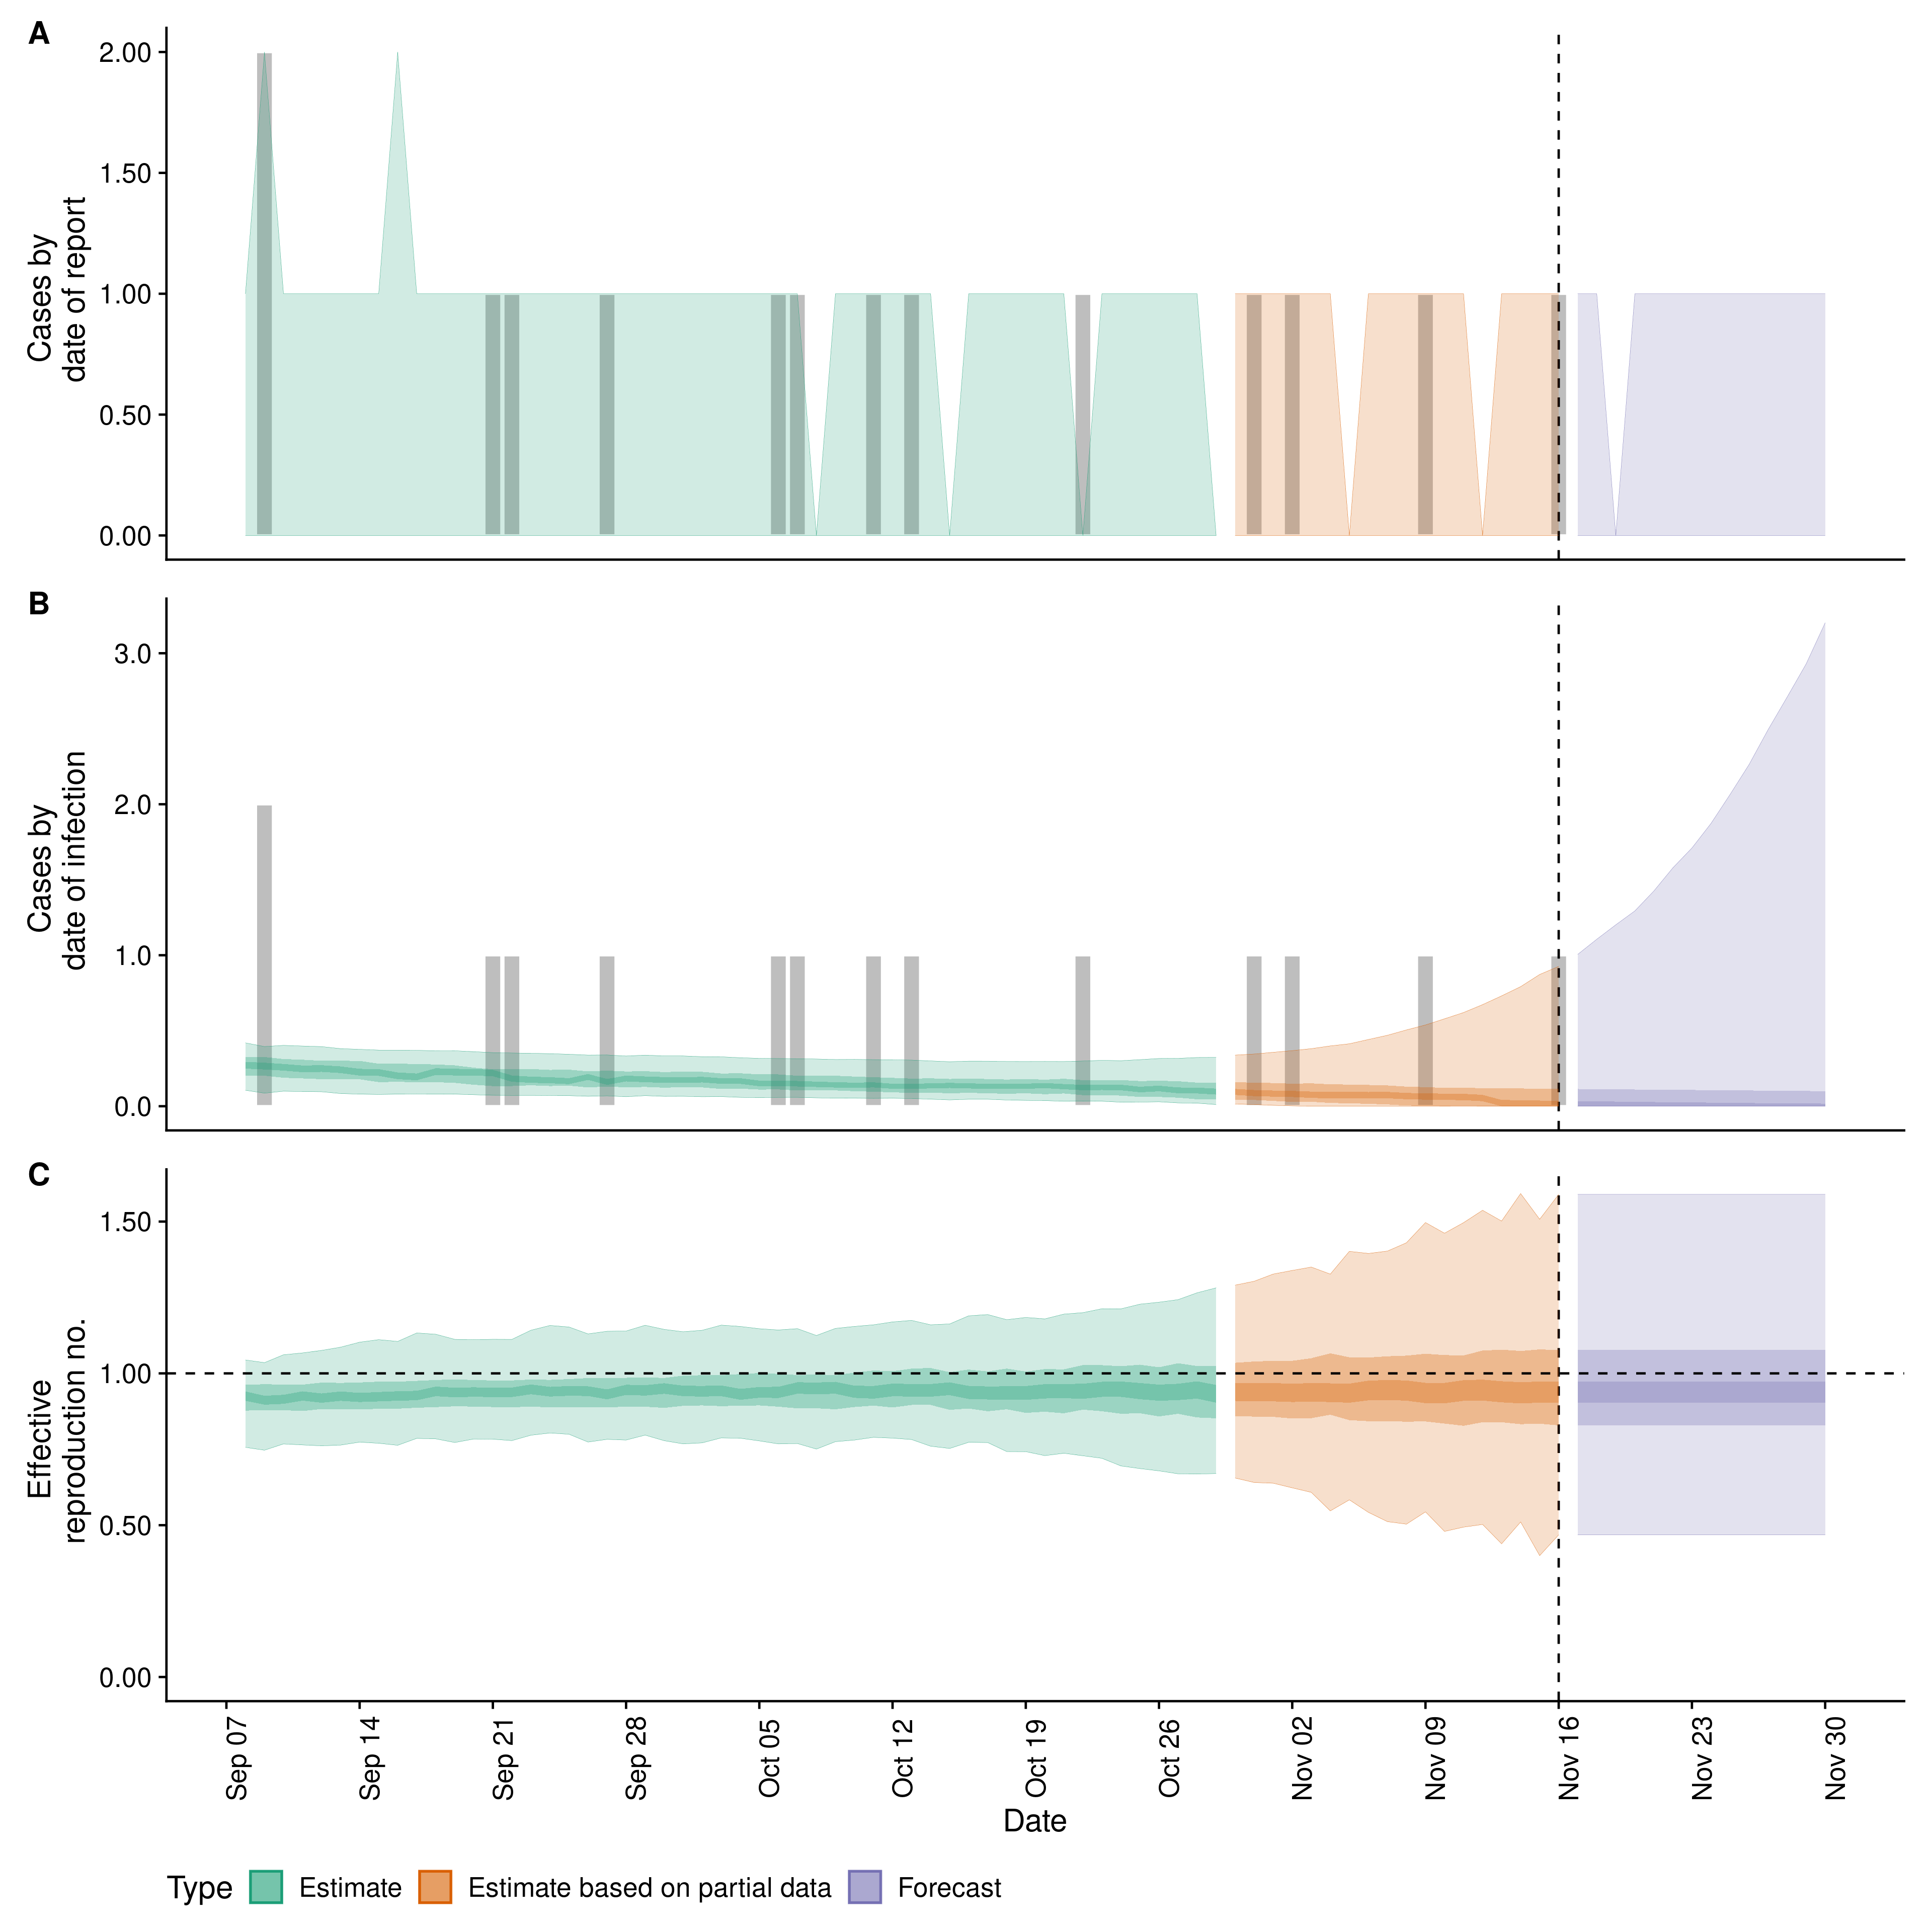 A
2.00
1.50
1.00
0.50
0.00
Cases by
date of report
B
3.0
2.0
1.0
0.0
Cases by
date of infection
C
1.50
1.00
0.50
0.00
Effective
reproduction no.
Sep 07
Sep 14
Sep 21
Sep 28
Oct 05
Oct 12
Oct 19
Oct 26
Nov 02
Nov 09
Nov 16
Nov 23
Nov 30
Date
Type Estimate Estimate based on partial data Forecast